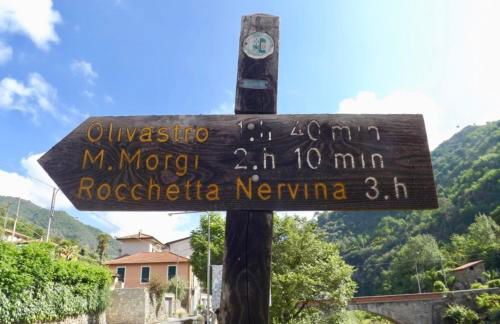 Olivastro 1.h 40 min
M. Morgi 2.h 10 min
Rocchetta Nervina 3.h